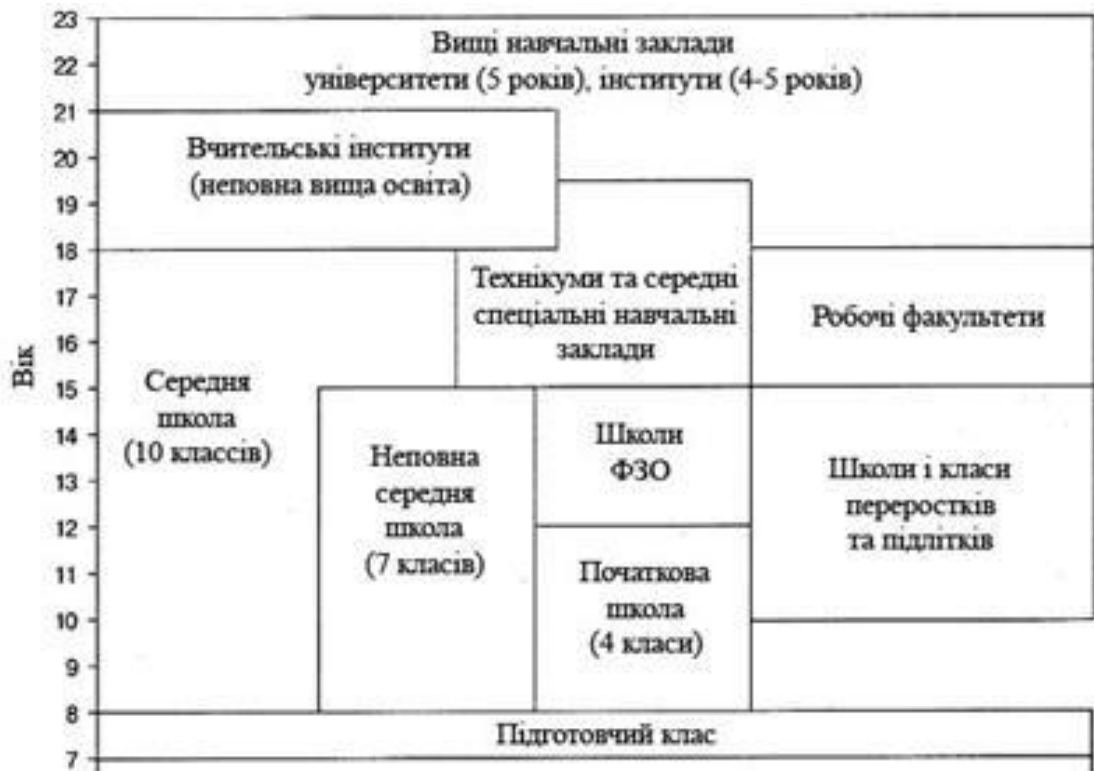 23
22
21
20
19
18
17
16
15
14
13
12
11
10
9
8
7
Вік
Вищі навчальні заклади
університети (5 років), інститути (4-5 років)
Вчительські інститути
(неповна вища освіта)
Технікуми та середні
спеціальні навчальні
заклади
Робочі факультети
Середня
школа
(10 классів)
Неповна
середня
школа
(7 класів)
Школи
ФЗО
Початкова
школа
(4 класи)
Школи і класи
переростків
та підлітків
Підготовчий клас